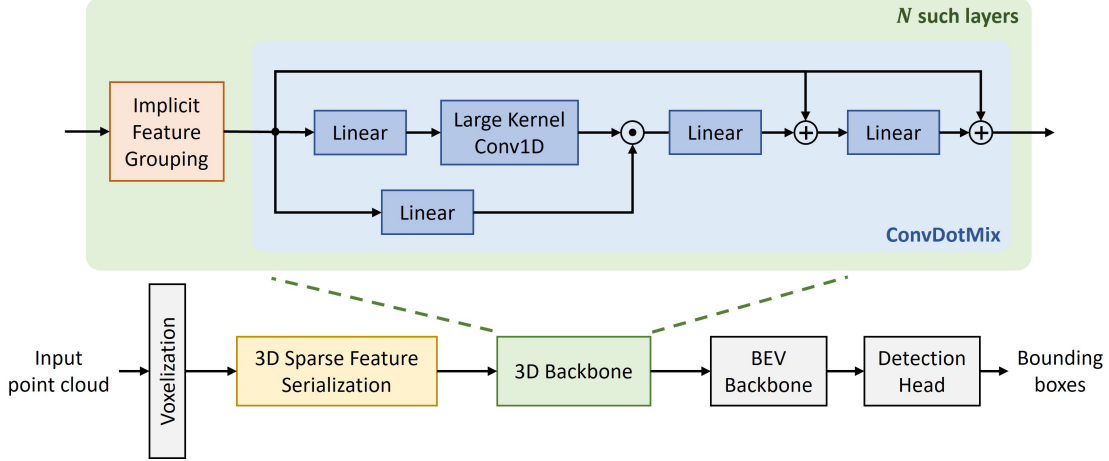 N such layers
Implicit
Feature
Grouping
Linear
Large Kernel
Conv1D
Linear
Linear
Linear
ConvDotMix
Input
point cloud
Voxelization
3D Sparse Feature
Serialization
3D Backbone
BEV
Backbone
Detection
Head
Bounding
boxes